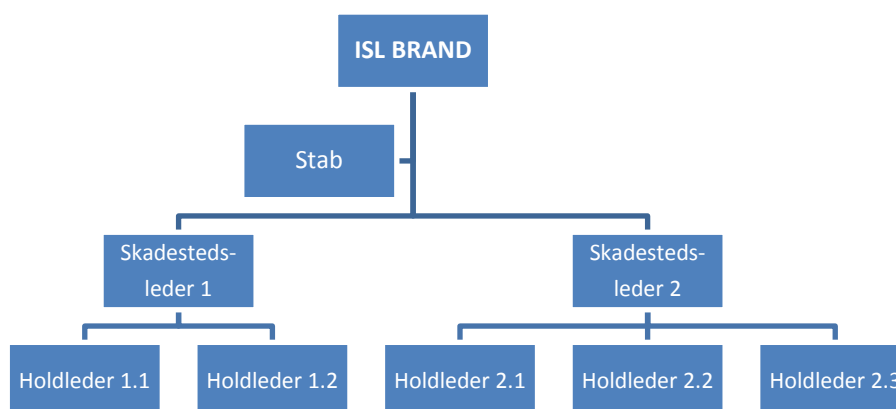 ISL BRAND
Stab
Skadesteds-
leder 1
Skadesteds-
leder 2
Holdleder 1.1
Holdleder 1.2
Holdleder 2.1
Holdleder 2.2
Holdleder 2.3